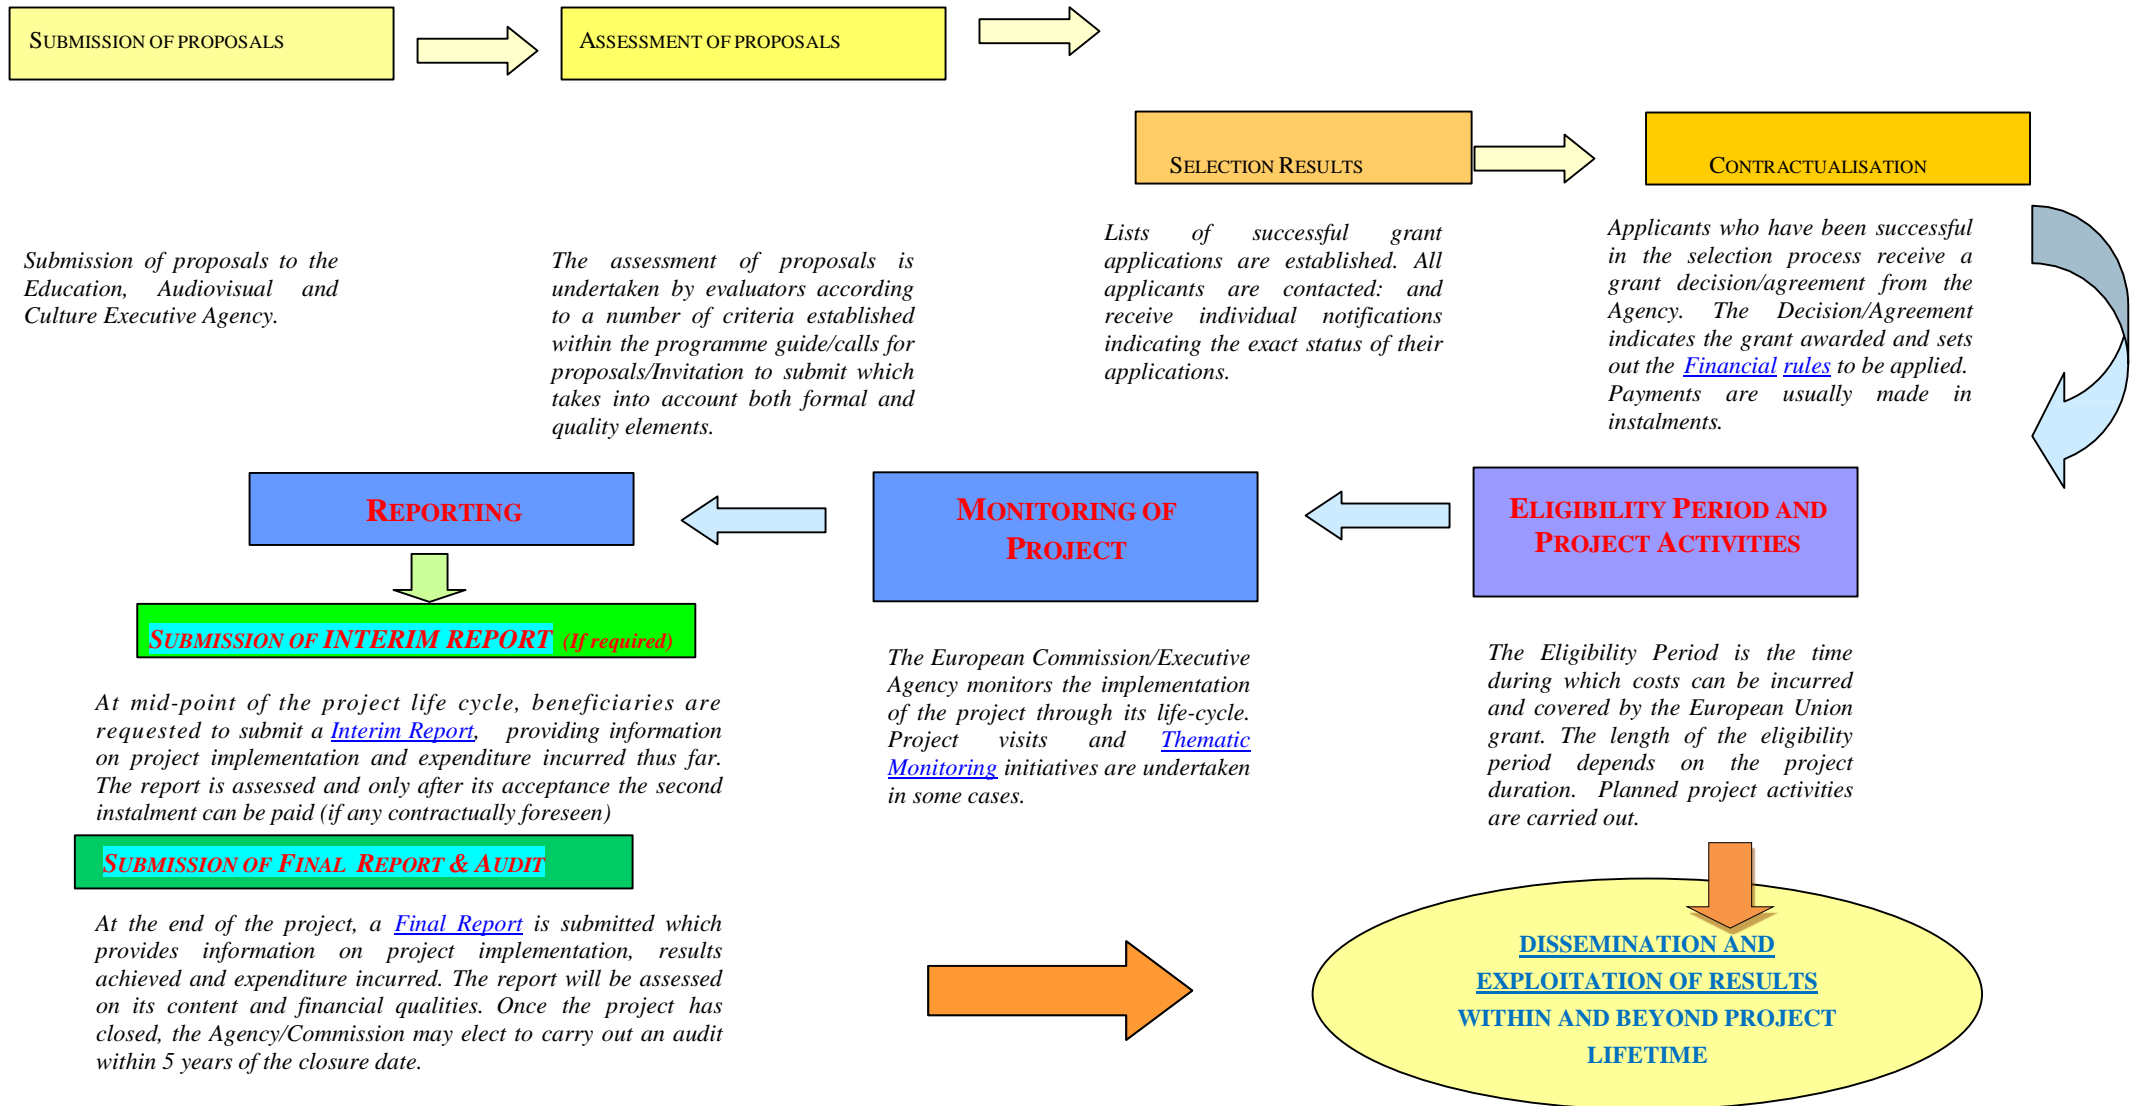 SUBMISSION OF PROPOSALS
ASSESSMENT OF PROPOSALS
SELECTION RESULTS
CONTRACTUALISATION
Submission of proposals to the
Education, Audiovisual and
Culture Executive Agency.
The assessment of proposals is
undertaken by evaluators according
to a number of criteria established
within the programme guide/calls for
proposals/Invitation to submit which
takes into account both formal and
quality elements.
Lists of successful grant
applications are established. All
applicants are contacted: and
receive individual notifications
indicating the exact status of their
applications.
Applicants who have been successful
in the selection process receive a
grant decision/agreement from the
Agency. The Decision/Agreement
indicates the grant awarded and sets
out the Financial rules to be applied.
Payments are usually made in
instalments.
REPORTING
MONITORING OF
PROJECT
ELIGIBILITY PERIOD AND
PROJECT ACTIVITIES
SUBMISSION OF INTERIM REPORT (If required)
At mid-point of the project life cycle, beneficiaries are
requested to submit a Interim Report, providing information
on project implementation and expenditure incurred thus far.
The report is assessed and only after its acceptance the second
instalment can be paid (if any contractually foreseen)
The European Commission/Executive
Agency monitors the implementation
of the project through its life-cycle.
Project visits and Thematic
Monitoring initiatives are undertaken
in some cases.
The Eligibility Period is the time
during which costs can be incurred
and covered by the European Union
grant. The length of the eligibility
period depends on the project
duration. Planned project activities
are carried out.
SUBMISSION OF FINAL REPORT & AUDIT
At the end of the project, a Final Report is submitted which
provides information on project implementation, results
achieved and expenditure incurred. The report will be assessed
on its content and financial qualities. Once the project has
closed, the Agency/Commission may elect to carry out an audit
within 5 years of the closure date.
DISSEMINATION AND
EXPLOITATION OF RESULTS
WITHIN AND BEYOND PROJECT
LIFETIME